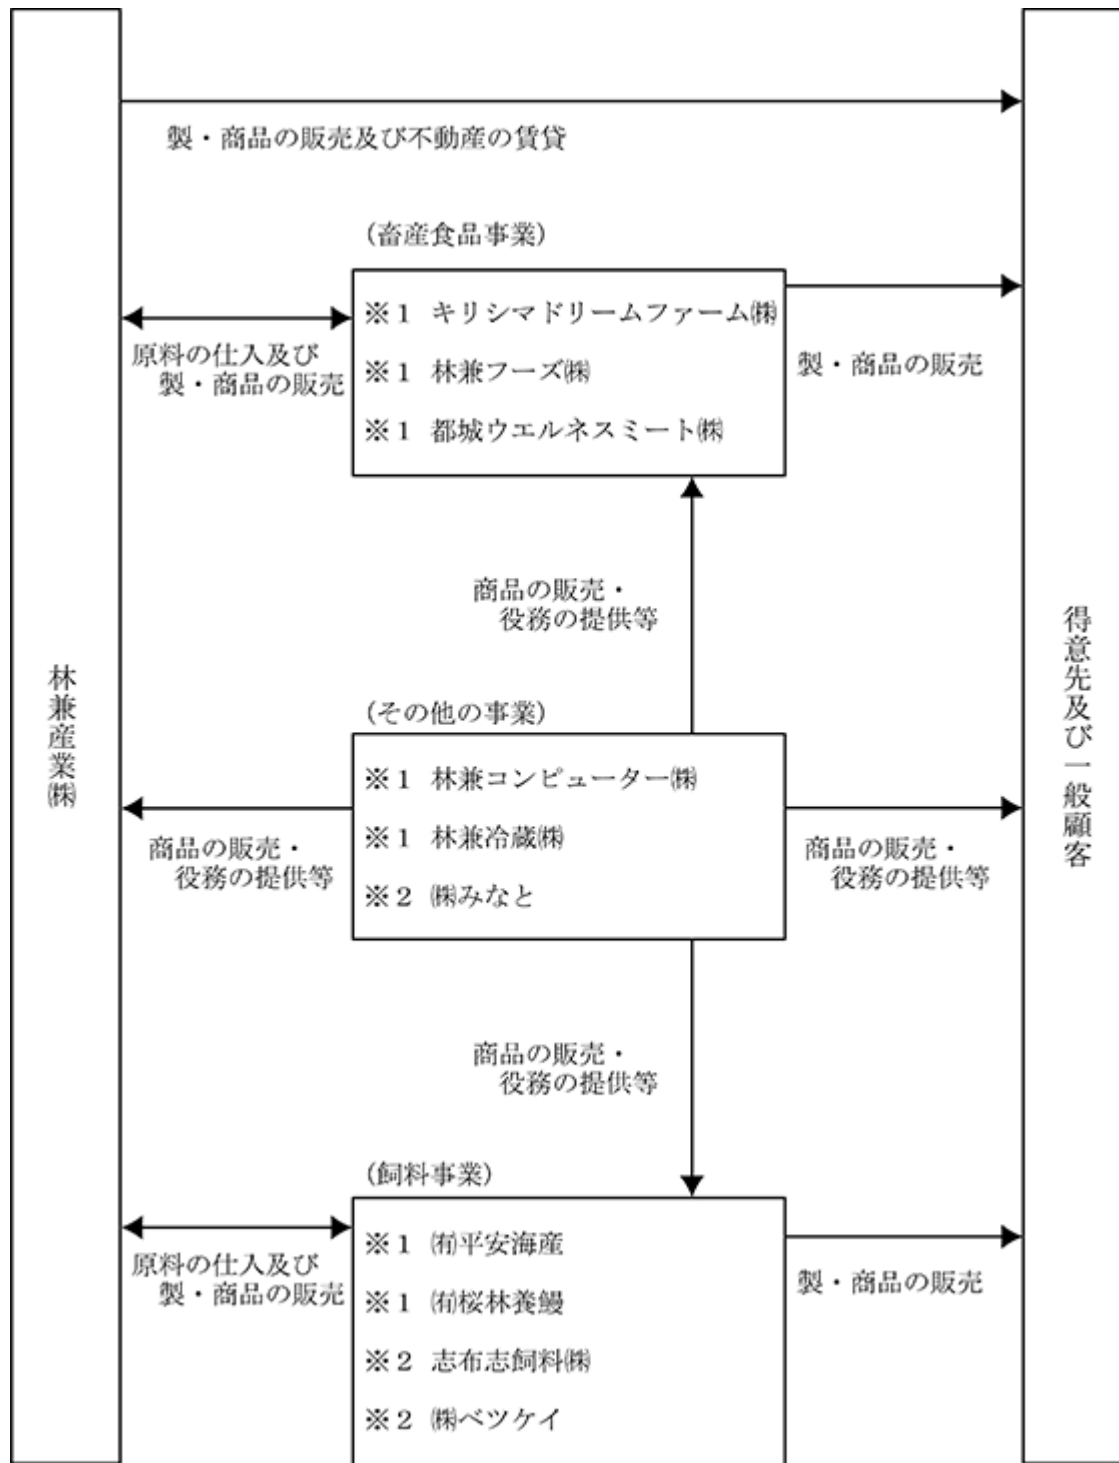 製・商品の販売及び不動産の賃貸
(畜産食品事業)
※1 キリシマドリームファーム㈱
※1 林兼フーズ㈱
※1 都城ウエルネスミート㈱
原料の仕入及び
製・商品の販売
製・商品の販売
商品の販売・
役務の提供等
林兼産業㈱
得意先及び一般顧客
(その他の事業)
※1 林兼コンピューター㈱
※1 林兼冷蔵㈱
※2 ㈱みなと
商品の販売・
役務の提供等
商品の販売・
役務の提供等
商品の販売・
役務の提供等
(飼料事業)
※1 ㈲平安海産
※1 ㈲桜林養鰻
※2 志布志飼料㈱
※2 ㈱ベツケイ
原料の仕入及び
製・商品の販売
製・商品の販売